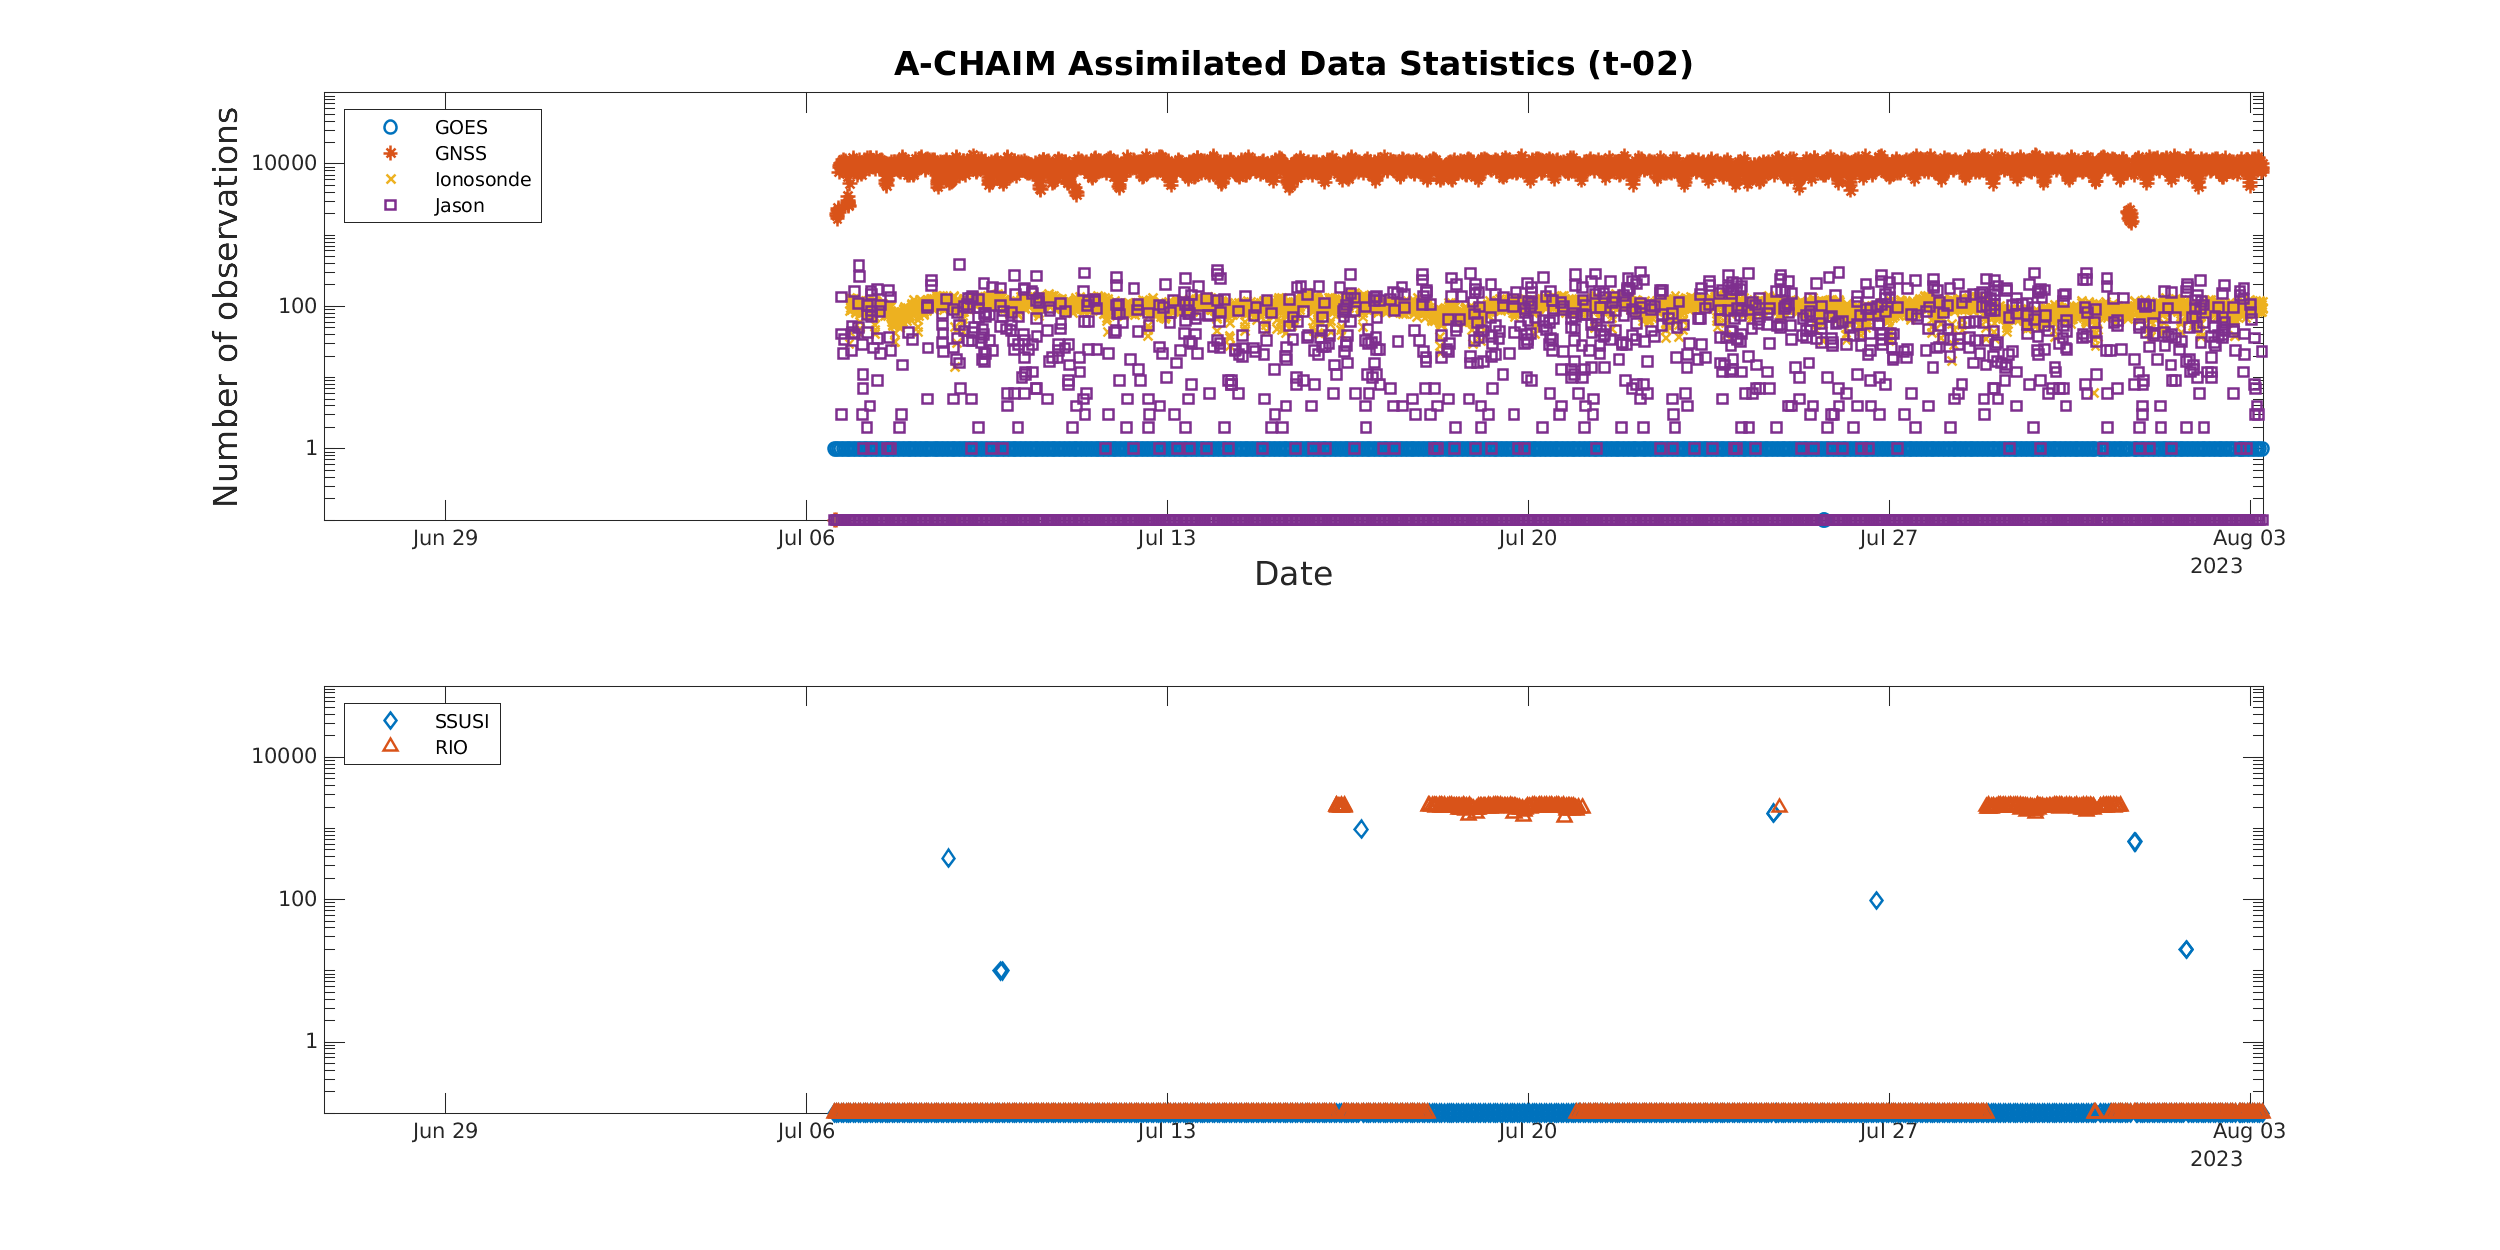 A-CHAIM Assimilated Data Statistics (t-02)
Number of observations
10000
100
1
GOES
GNSS
Ionosonde
Jason
Jun 29
Jul 06
Jul 13
Jul 20
Jul 27
Aug 03
2023
Date
10000
100
1
SSUSI
RIO
Jun 29
Jul 06
Jul 13
Jul 20
Jul 27
Aug 03
2023